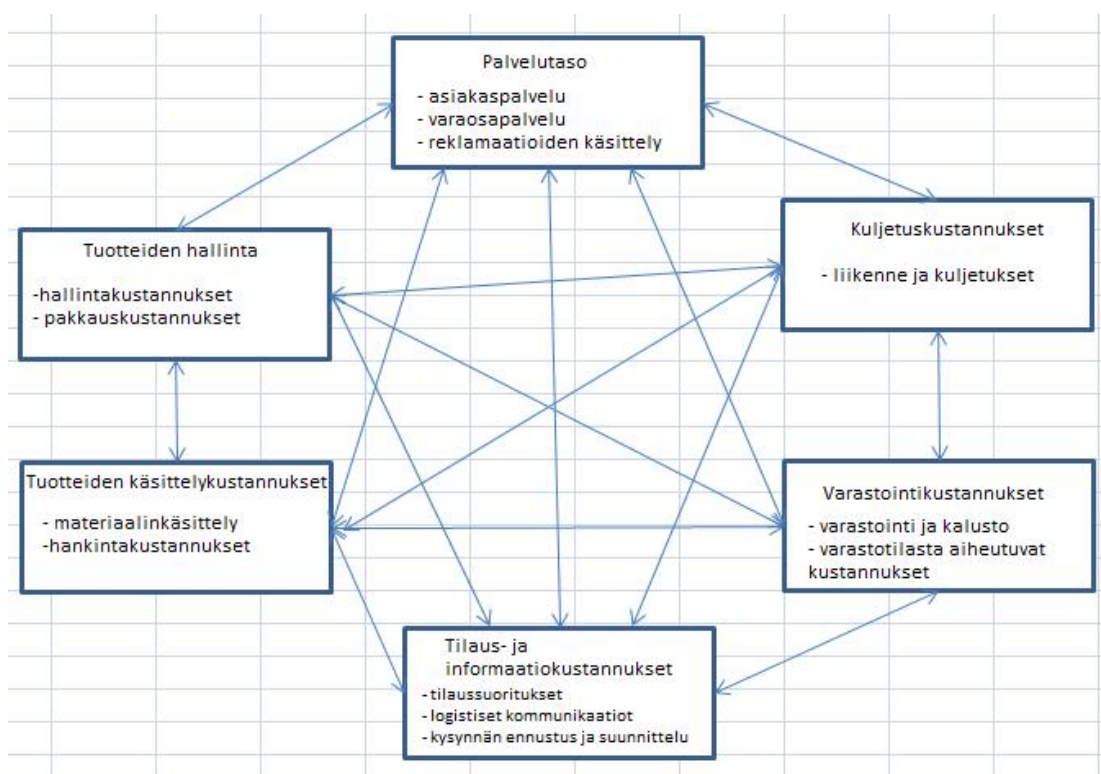 Palvelutaso
- asiakaspalvelu
- varaosapalvelu
- reklamaatioiden käsittely
Kuljetuskustannukset
- liikenne ja kuljetukset
Tuotteiden hallinta
-hallintakustannukset
- pakkauskustannukset
Tuotteiden käsittelykustannukset
- materiaalinkäsittely
-hankintakustannukset
Varastointikustannukset
- varastointi ja kalusto
- varastotilasta aiheutuvat
kustannukset
Tilaus- ja
informaatiokustannukset
- tilaussuoritukset
- logistiset kommunikaatiot
- kysynnän ennustus ja suunnittelu